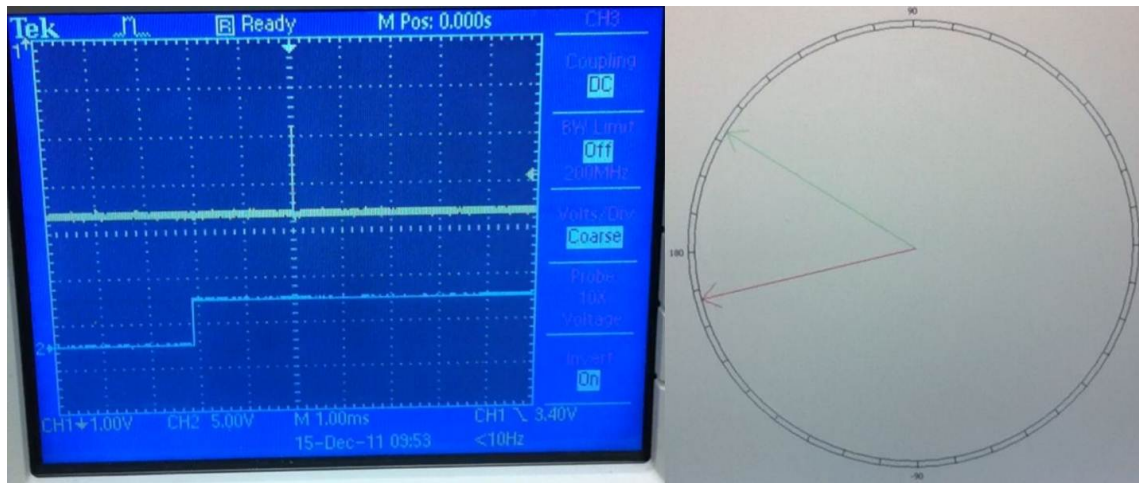 Tek
R Ready
M Pos: 0.000s
CH3
1
Coupling
DC
BW Limit
Off
200MHz
Volts/Div
Coarse
Probe
10X
Voltage
2
Invert
On
CH1 1.00V
CH2 5.00V
M 1.00ms
CH1 3.40V
15-Dec-11 09:53
<10Hz
90
180
-90